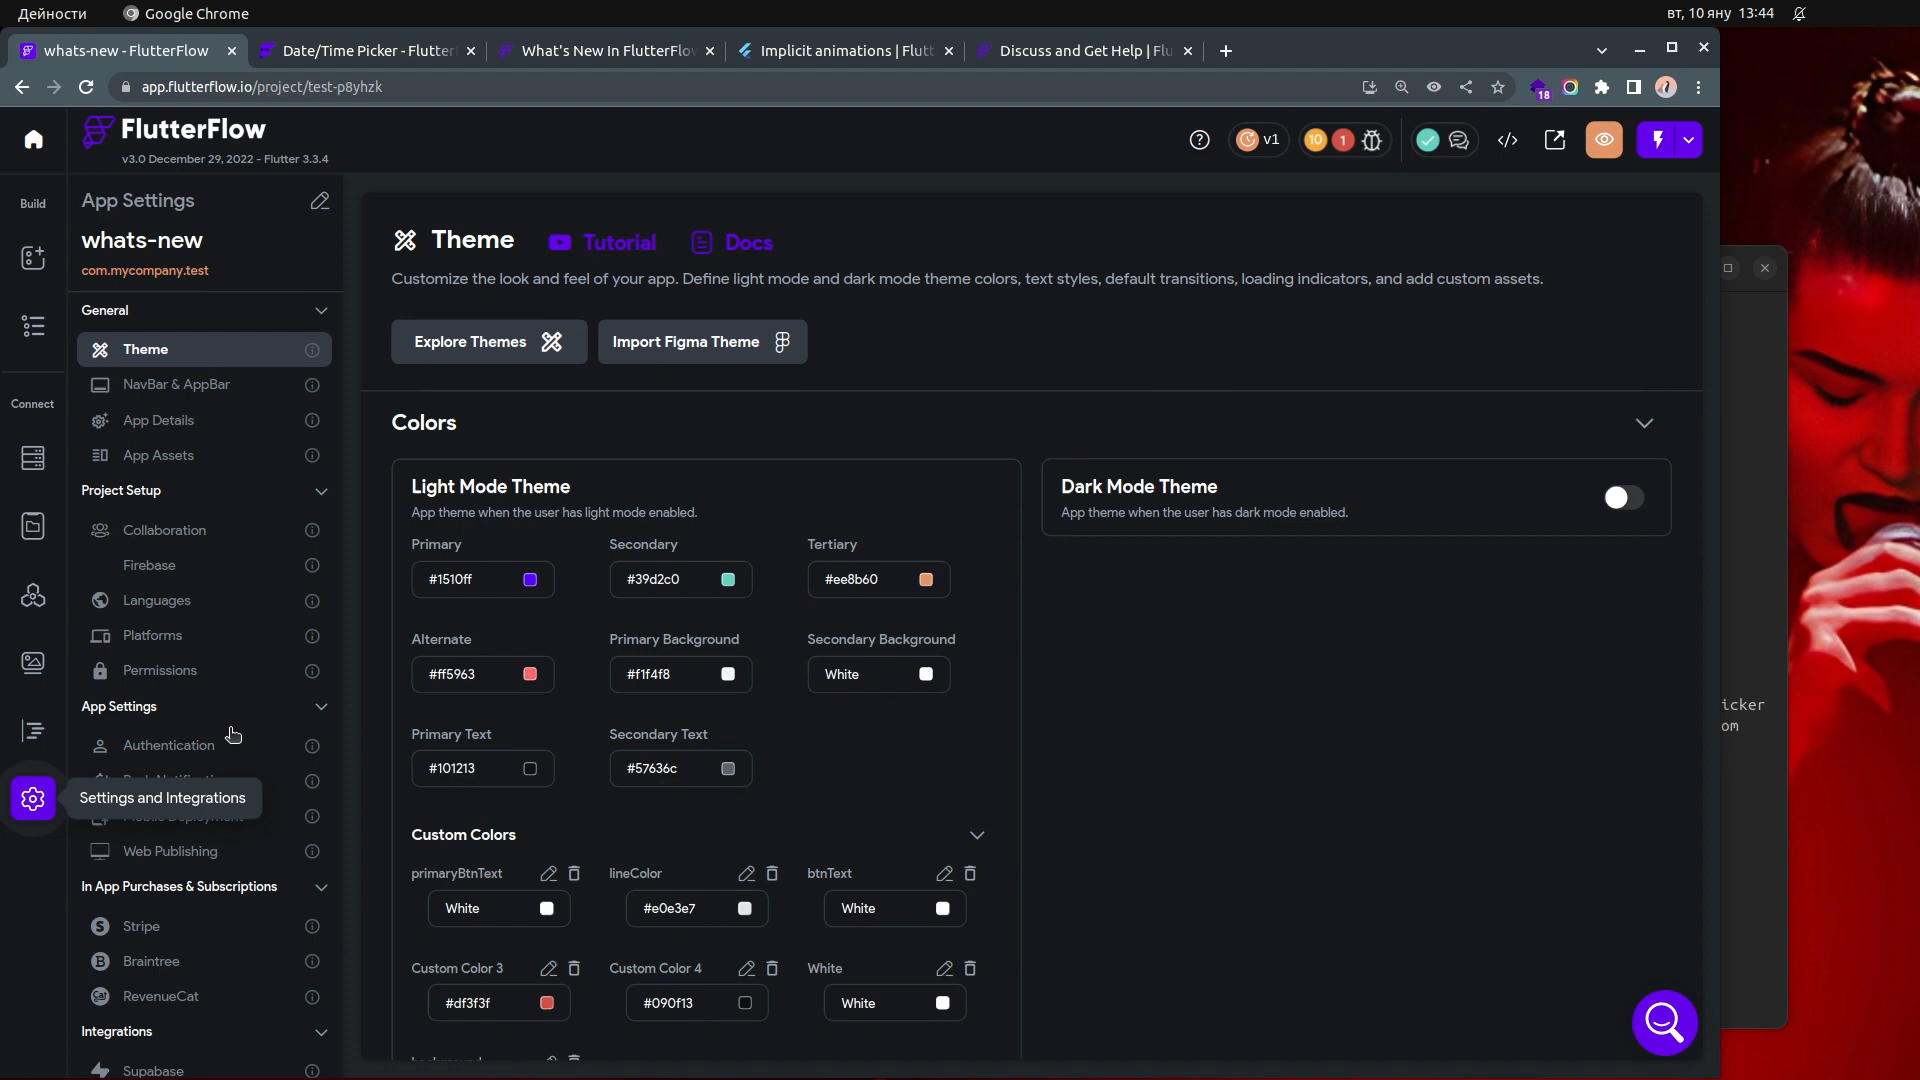 Дейности
Google Chrome
вт, 10 яну 13:44
whats-new - FlutterFlow
Date/Time Picker - Flutter
What's New In FlutterFlow
Implicit animations | Flutt
Discuss and Get Help | Flu
app.flutterflow.io/project/test-p8yhzk
18
FlutterFlow
v3.0 December 29, 2022 - Flutter 3.3.4
v1
10
1
Build
Connect
App Settings
whats-new
com.mycompany.test
General
Theme
NavBar & AppBar
App Details
App Assets
Project Setup
Collaboration
Firebase
Languages
Platforms
Permissions
App Settings
Authentication
Settings and Integrations
Web Publishing
In App Purchases & Subscriptions
Stripe
Braintree
RevenueCat
Integrations
Supabase
Theme
Tutorial
Docs
Customize the look and feel of your app. Define light mode and dark mode theme colors, text styles, default transitions, loading indicators, and add custom assets.
Explore Themes
Import Figma Theme
Colors
Light Mode Theme
App theme when the user has light mode enabled.
Primary
Secondary
Tertiary
#1510ff
#39d2c0
#ee8b60
Alternate
Primary Background
Secondary Background
#ff5963
#f1f4f8
White
Primary Text
Secondary Text
#101213
#57636c
Custom Colors
primaryBtnText
lineColor
btnText
White
#e0e3e7
White
Custom Color 3
Custom Color 4
White
#df3f3f
#090f13
White
Dark Mode Theme
App theme when the user has dark mode enabled.
icker
om